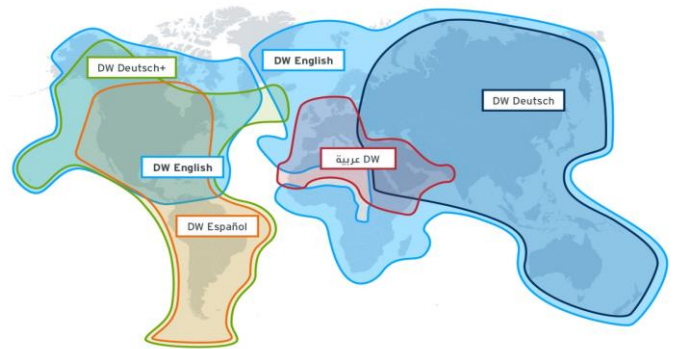 DW English
DW Deutsch+
DW Deutsch
DW عربية
DW English
DW Español